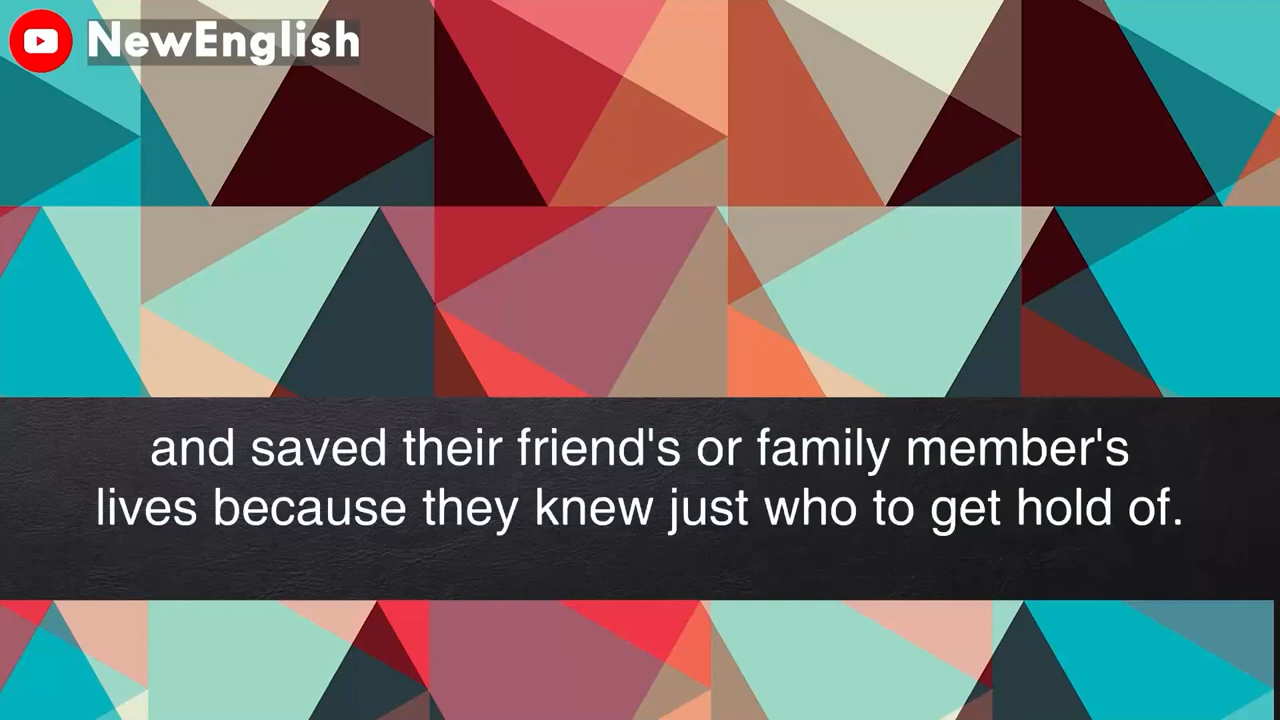 NewEnglish
and saved their friend's or family member's
lives because they knew just who to get hold of.